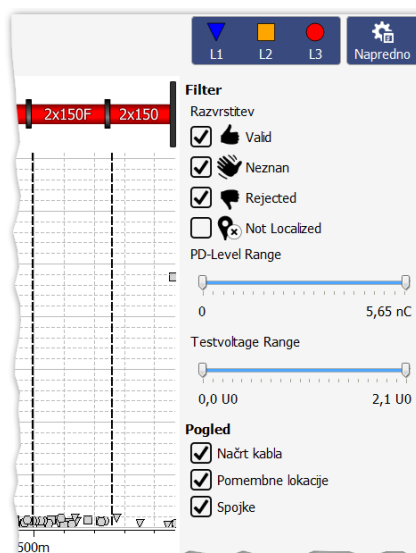 L1 L2 L3 Napredno
Filter
Razvrstitev
2x150F 2x150
Valid
Neznan
Rejected
Not Localized
PD-Level Range
0 5,65 nC
Testvoltage Range
0,0 U0 2,1 U0
Pogled
Načrt kabla
Pomembne lokacije
Spojke
500m